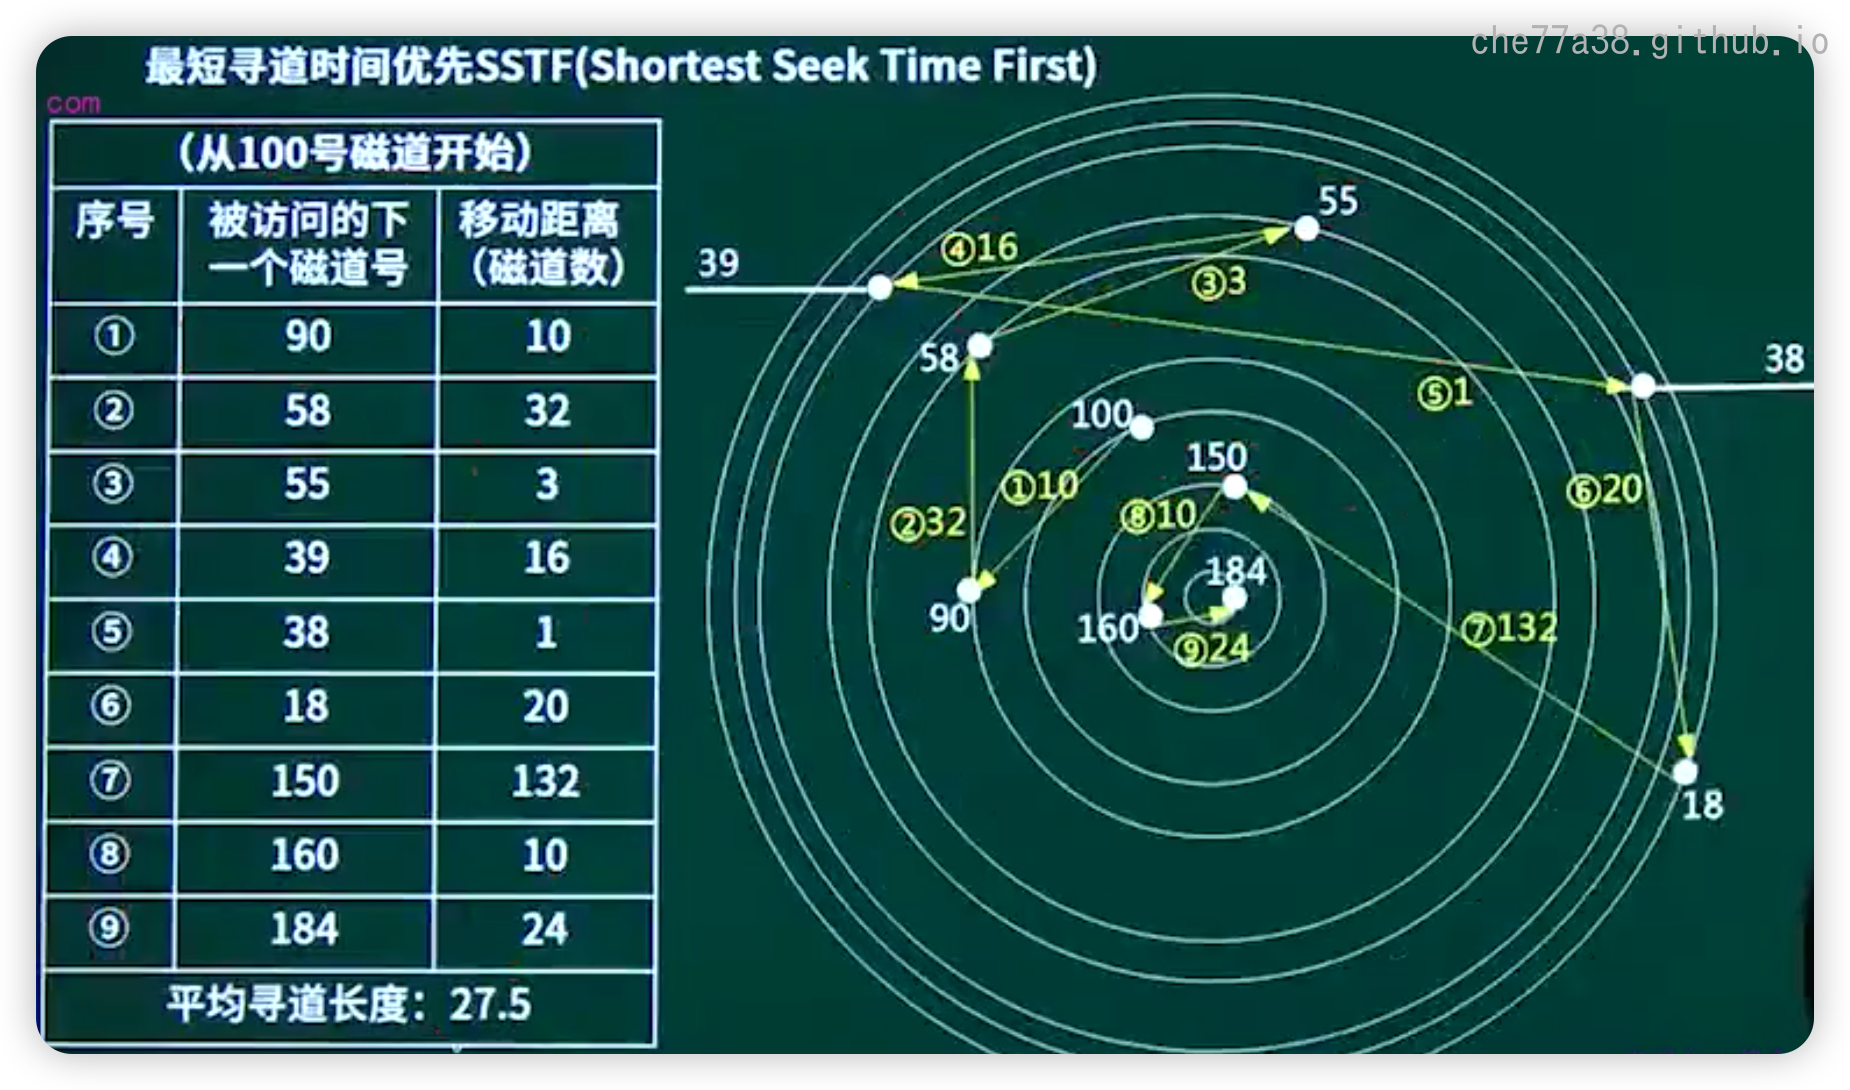 che77a38.github.io
最短寻道时间优先SSTF(Shortest Seek Time First)
com
（从100号磁道开始）
序号 被访问的下一个磁道号 移动距离（磁道数）
① 90 10
② 58 32
③ 55 3
④ 39 16
⑤ 38 1
⑥ 18 20
⑦ 150 132
⑧ 160 10
⑨ 184 24
平均寻道长度：27.5
55
④16
39
③3
58
38
⑤1
100
150
①10
⑥20
②32
⑧10
184
90
160
⑨24
⑦132
18